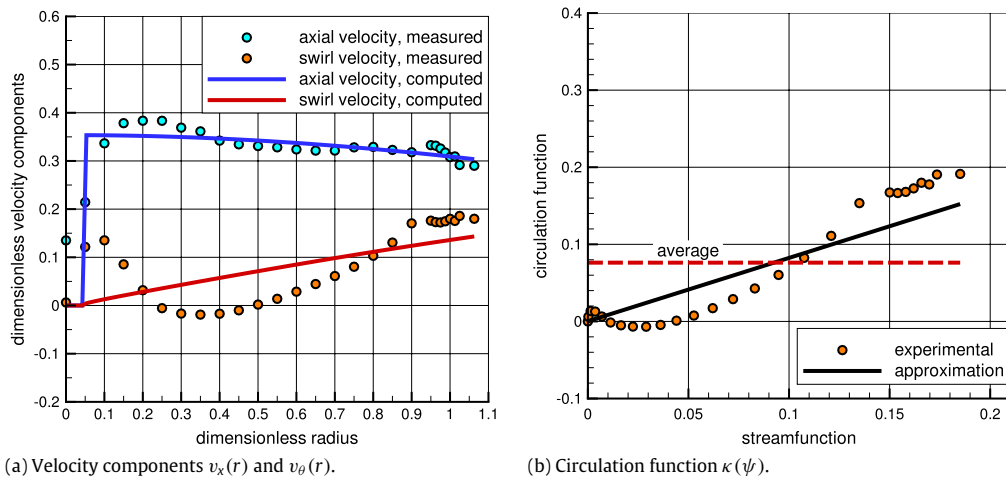 0.6
0.5
0.4
0.3
0.2
0.1
0
-0.1
-0.2
dimensionless velocity components
axial velocity, measured
swirl velocity, measured
axial velocity, computed
swirl velocity, computed
0 0.1 0.2 0.3 0.4 0.5 0.6 0.7 0.8 0.9 1 1.1
dimensionless radius
(a) Velocity components vₓ(r) and v_θ(r).
0.4
0.3
0.2
0.1
0
-0.1
circulation function
average
experimental
approximation
0 0.05 0.1 0.15 0.2
streamfunction
(b) Circulation function κ(ψ).